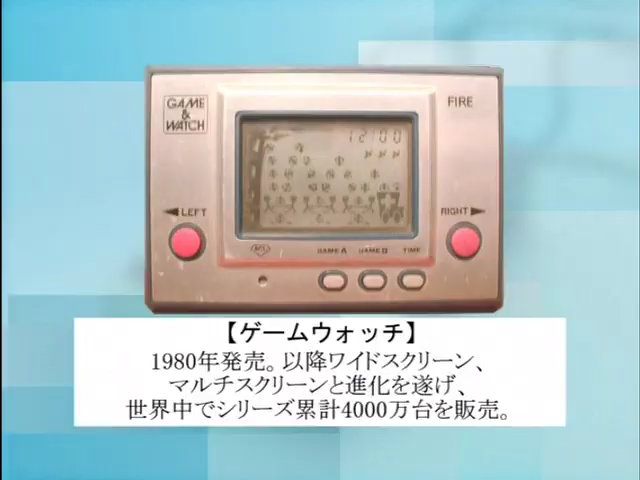 GAME
&
WATCH
FIRE
12:00
◀LEFT
RIGHT▶
GAME A
GAME B
TIME
【ゲームウォッチ】
1980年発売。以降ワイドスクリーン、
マルチスクリーンと進化を遂げ、
世界中でシリーズ累計4000万台を販売。